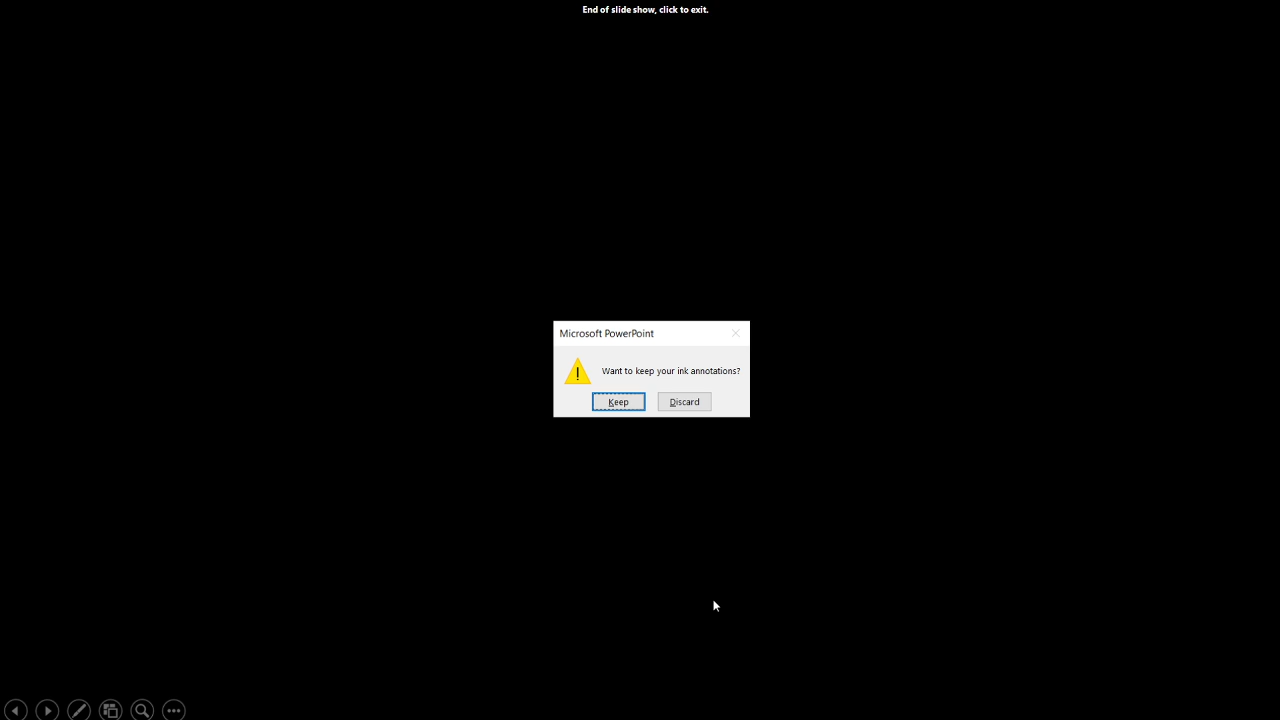 End of slide show, click to exit.
Microsoft PowerPoint
Want to keep your ink annotations?
Keep
Discard